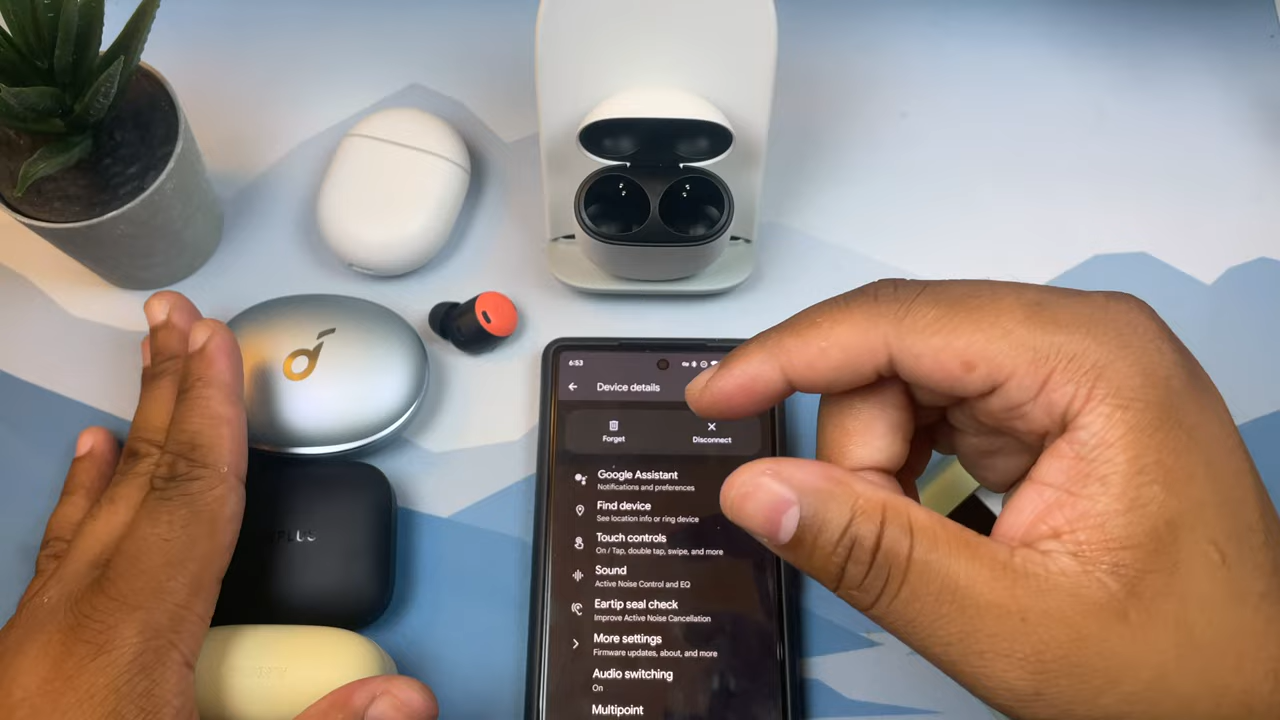 6:53
Device details
Forget
Disconnect
Google Assistant
Notifications and preferences
Find device
See location info or ring device
Touch controls
On / Tap, double tap, swipe, and more
Sound
Active Noise Control and EQ
Eartip seal check
Improve Active Noise Cancellation
More settings
Firmware updates, about, and more
Audio switching
On
Multipoint